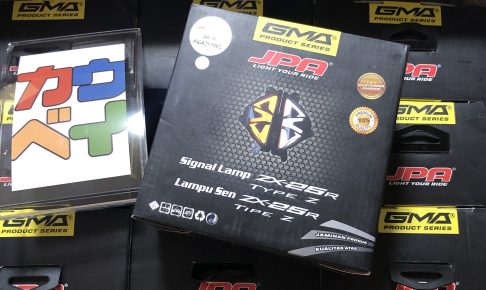 カウ
ベイ
GMA
PRODUCT SERIES
NEW
FEATURE!
JPA
LIGHT YOUR RIDE
Signal Lamp ZX-25R
TYPE Z
Lampu Sen ZX-25R
TIPE Z
JAMINAN PRODUK
KUALITAS ATAS
GMA
PRODUCT SERIES
GMA
PRODUCT SERIES
JPA
LIGHT YOUR RIDE
GMA
PRODUCT SERIES
JPA
LIGHT YOUR RIDE
GMA
PRODUCT SERIES